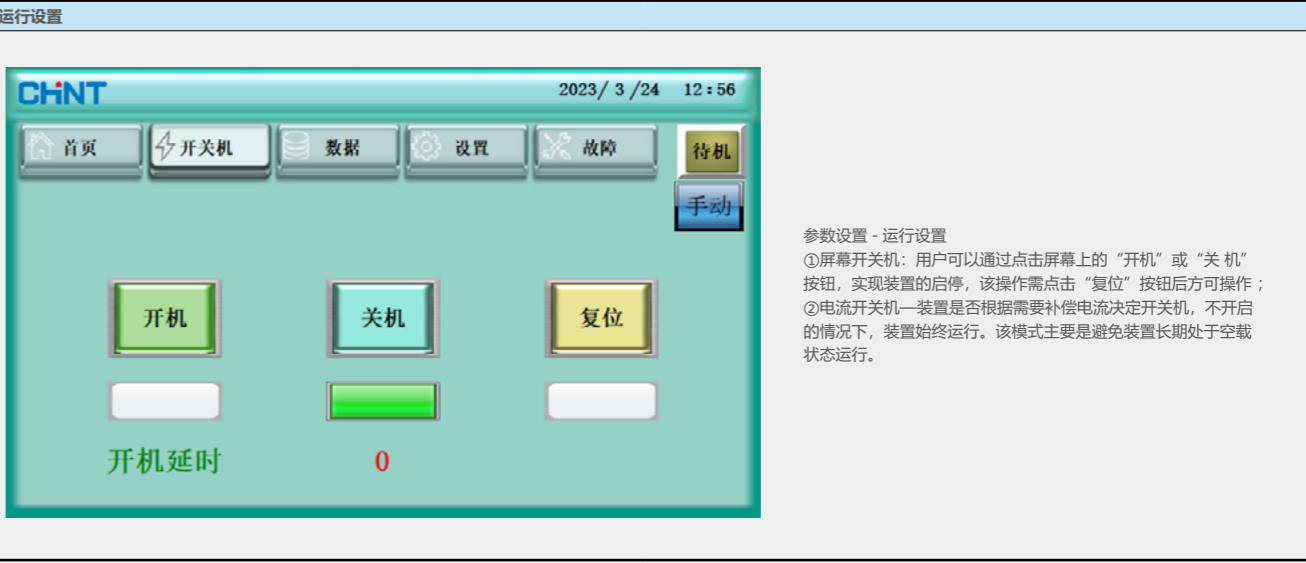 运行设置
CHNT
2023/ 3 /24 12:56
首页 开关机 数据 设置 故障 待机
手动
开机 关机 复位
开机延时 0
参数设置 - 运行设置
①屏幕开关机：用户可以通过点击屏幕上的“开机”或“关 机”
按钮，实现装置的启停，该操作需点击“复位”按钮后方可操作；
②电流开关机—装置是否根据需要补偿电流决定开关机，不开启
的情况下，装置始终运行。该模式主要是避免装置长期处于空载
状态运行。